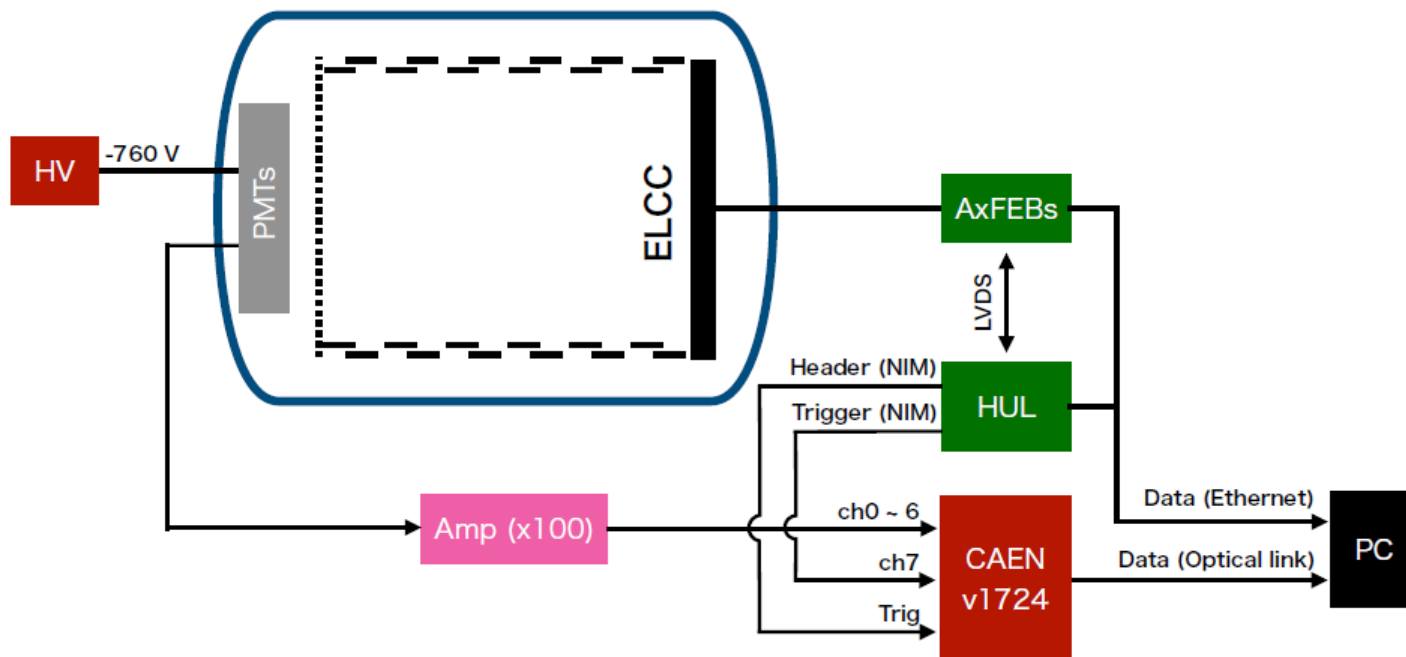 HV
-760 V
PMTs
ELCC
AxFEBs
LVDS
Header (NIM)
HUL
Trigger (NIM)
Amp (x100)
ch0 ~ 6
ch7
Trig
CAEN
v1724
Data (Ethernet)
Data (Optical link)
PC